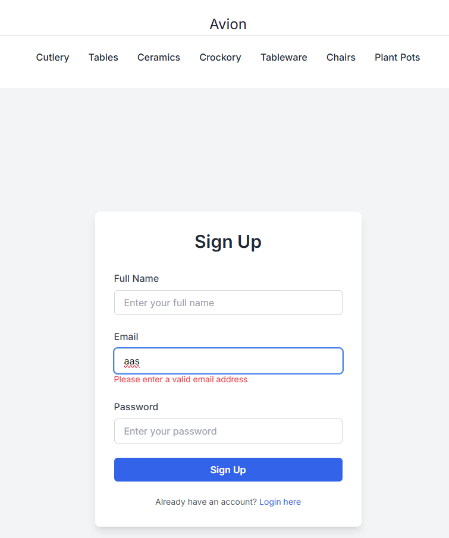 Avion
Cutlery Tables Ceramics Crockory Tableware Chairs Plant Pots
Sign Up
Full Name
Enter your full name
Email
aas
Please enter a valid email address
Password
Enter your password
Sign Up
Already have an account? Login here